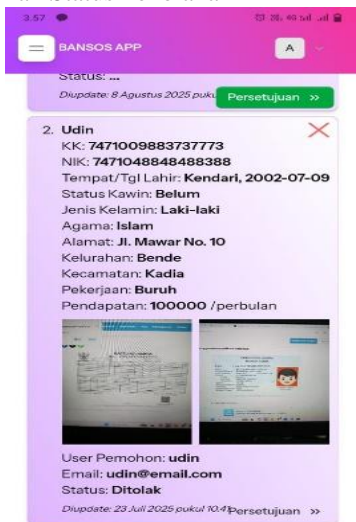 3.57
BANSOS APP
A
Status: ...
Diupdate: 8 Agustus 2025 puku
Persetujuan »
2. Udin
KK: 7471009883737773
NIK: 7471048848488388
Tempat/Tgl Lahir: Kendari, 2002-07-09
Status Kawin: Belum
Jenis Kelamin: Laki-laki
Agama: Islam
Alamat: Jl. Mawar No. 10
Kelurahan: Bende
Kecamatan: Kadia
Pekerjaan: Buruh
Pendapatan: 100000 /perbulan
User Pemohon: udin
Email: udin@email.com
Status: Ditolak
Diupdate: 23 Juli 2025 pukul 10.41
Persetujuan »